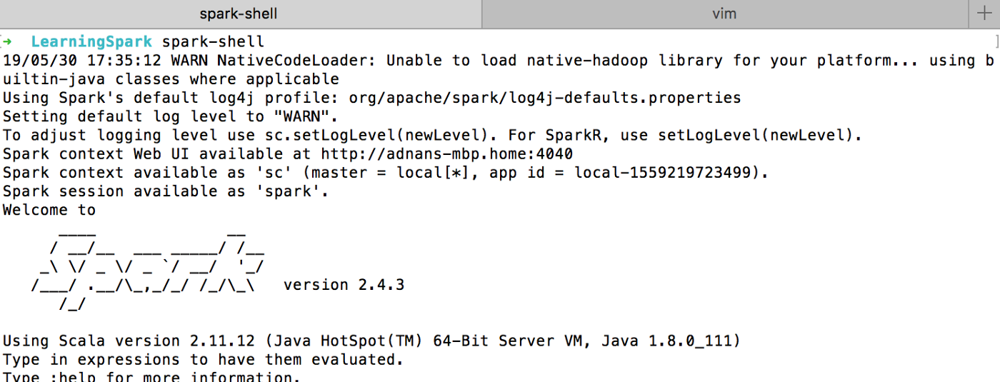 spark-shell
vim
+
[→ LearningSpark spark-shell ]
19/05/30 17:35:12 WARN NativeCodeLoader: Unable to load native-hadoop library for your platform... using b
uiltin-java classes where applicable
Using Spark's default log4j profile: org/apache/spark/log4j-defaults.properties
Setting default log level to "WARN".
To adjust logging level use sc.setLogLevel(newLevel). For SparkR, use setLogLevel(newLevel).
Spark context Web UI available at http://adnans-mbp.home:4040
Spark context available as 'sc' (master = local[*], app id = local-1559219723499).
Spark session available as 'spark'.
Welcome to
      ____              __
     / __/__  ___ _____/ /__
    _\ \/ _ \/ _ `/ __/  '_/
   /___/ .__/\_,_/_/ /_/\_\   version 2.4.3
      /_/
Using Scala version 2.11.12 (Java HotSpot(TM) 64-Bit Server VM, Java 1.8.0_111)
Type in expressions to have them evaluated.
Type :help for more information.